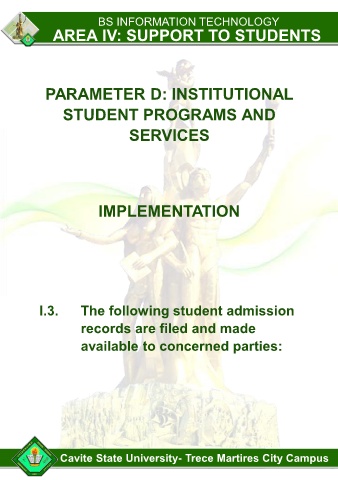 BS INFORMATION TECHNOLOGY
AREA IV: SUPPORT TO STUDENTS
PARAMETER D: INSTITUTIONAL
STUDENT PROGRAMS AND
SERVICES
IMPLEMENTATION
I.3. The following student admission
records are filed and made
available to concerned parties:
Cavite State University- Trece Martires City Campus